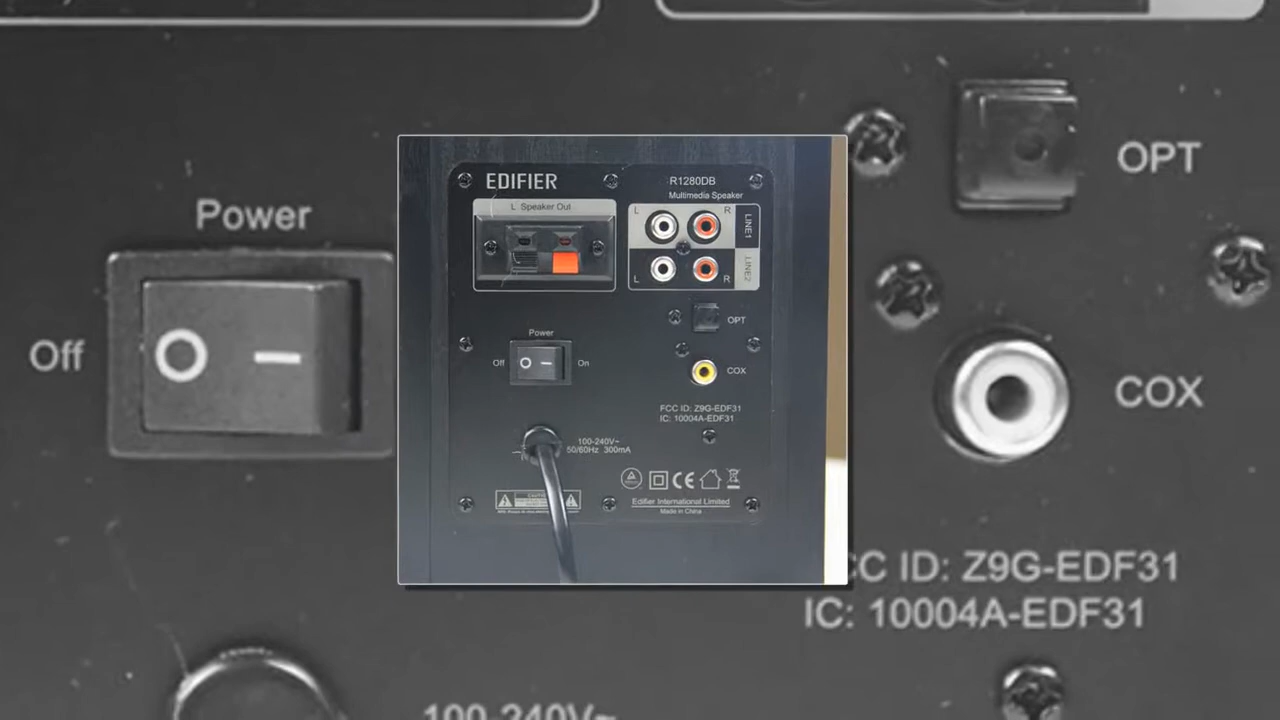 EDIFIER
R1280DB
Multimedia Speaker
L Speaker Out
L R
LINE1
LINE2
L R
OPT
Power
Off On
COX
FCC ID: Z9G-EDF31
IC: 10004A-EDF31
100-240V~
50/60Hz 300mA
CE
Edifier International Limited
Made in China
Power
Off
OPT
COX
CC ID: Z9G-EDF31
IC: 10004A-EDF31
100-240V~